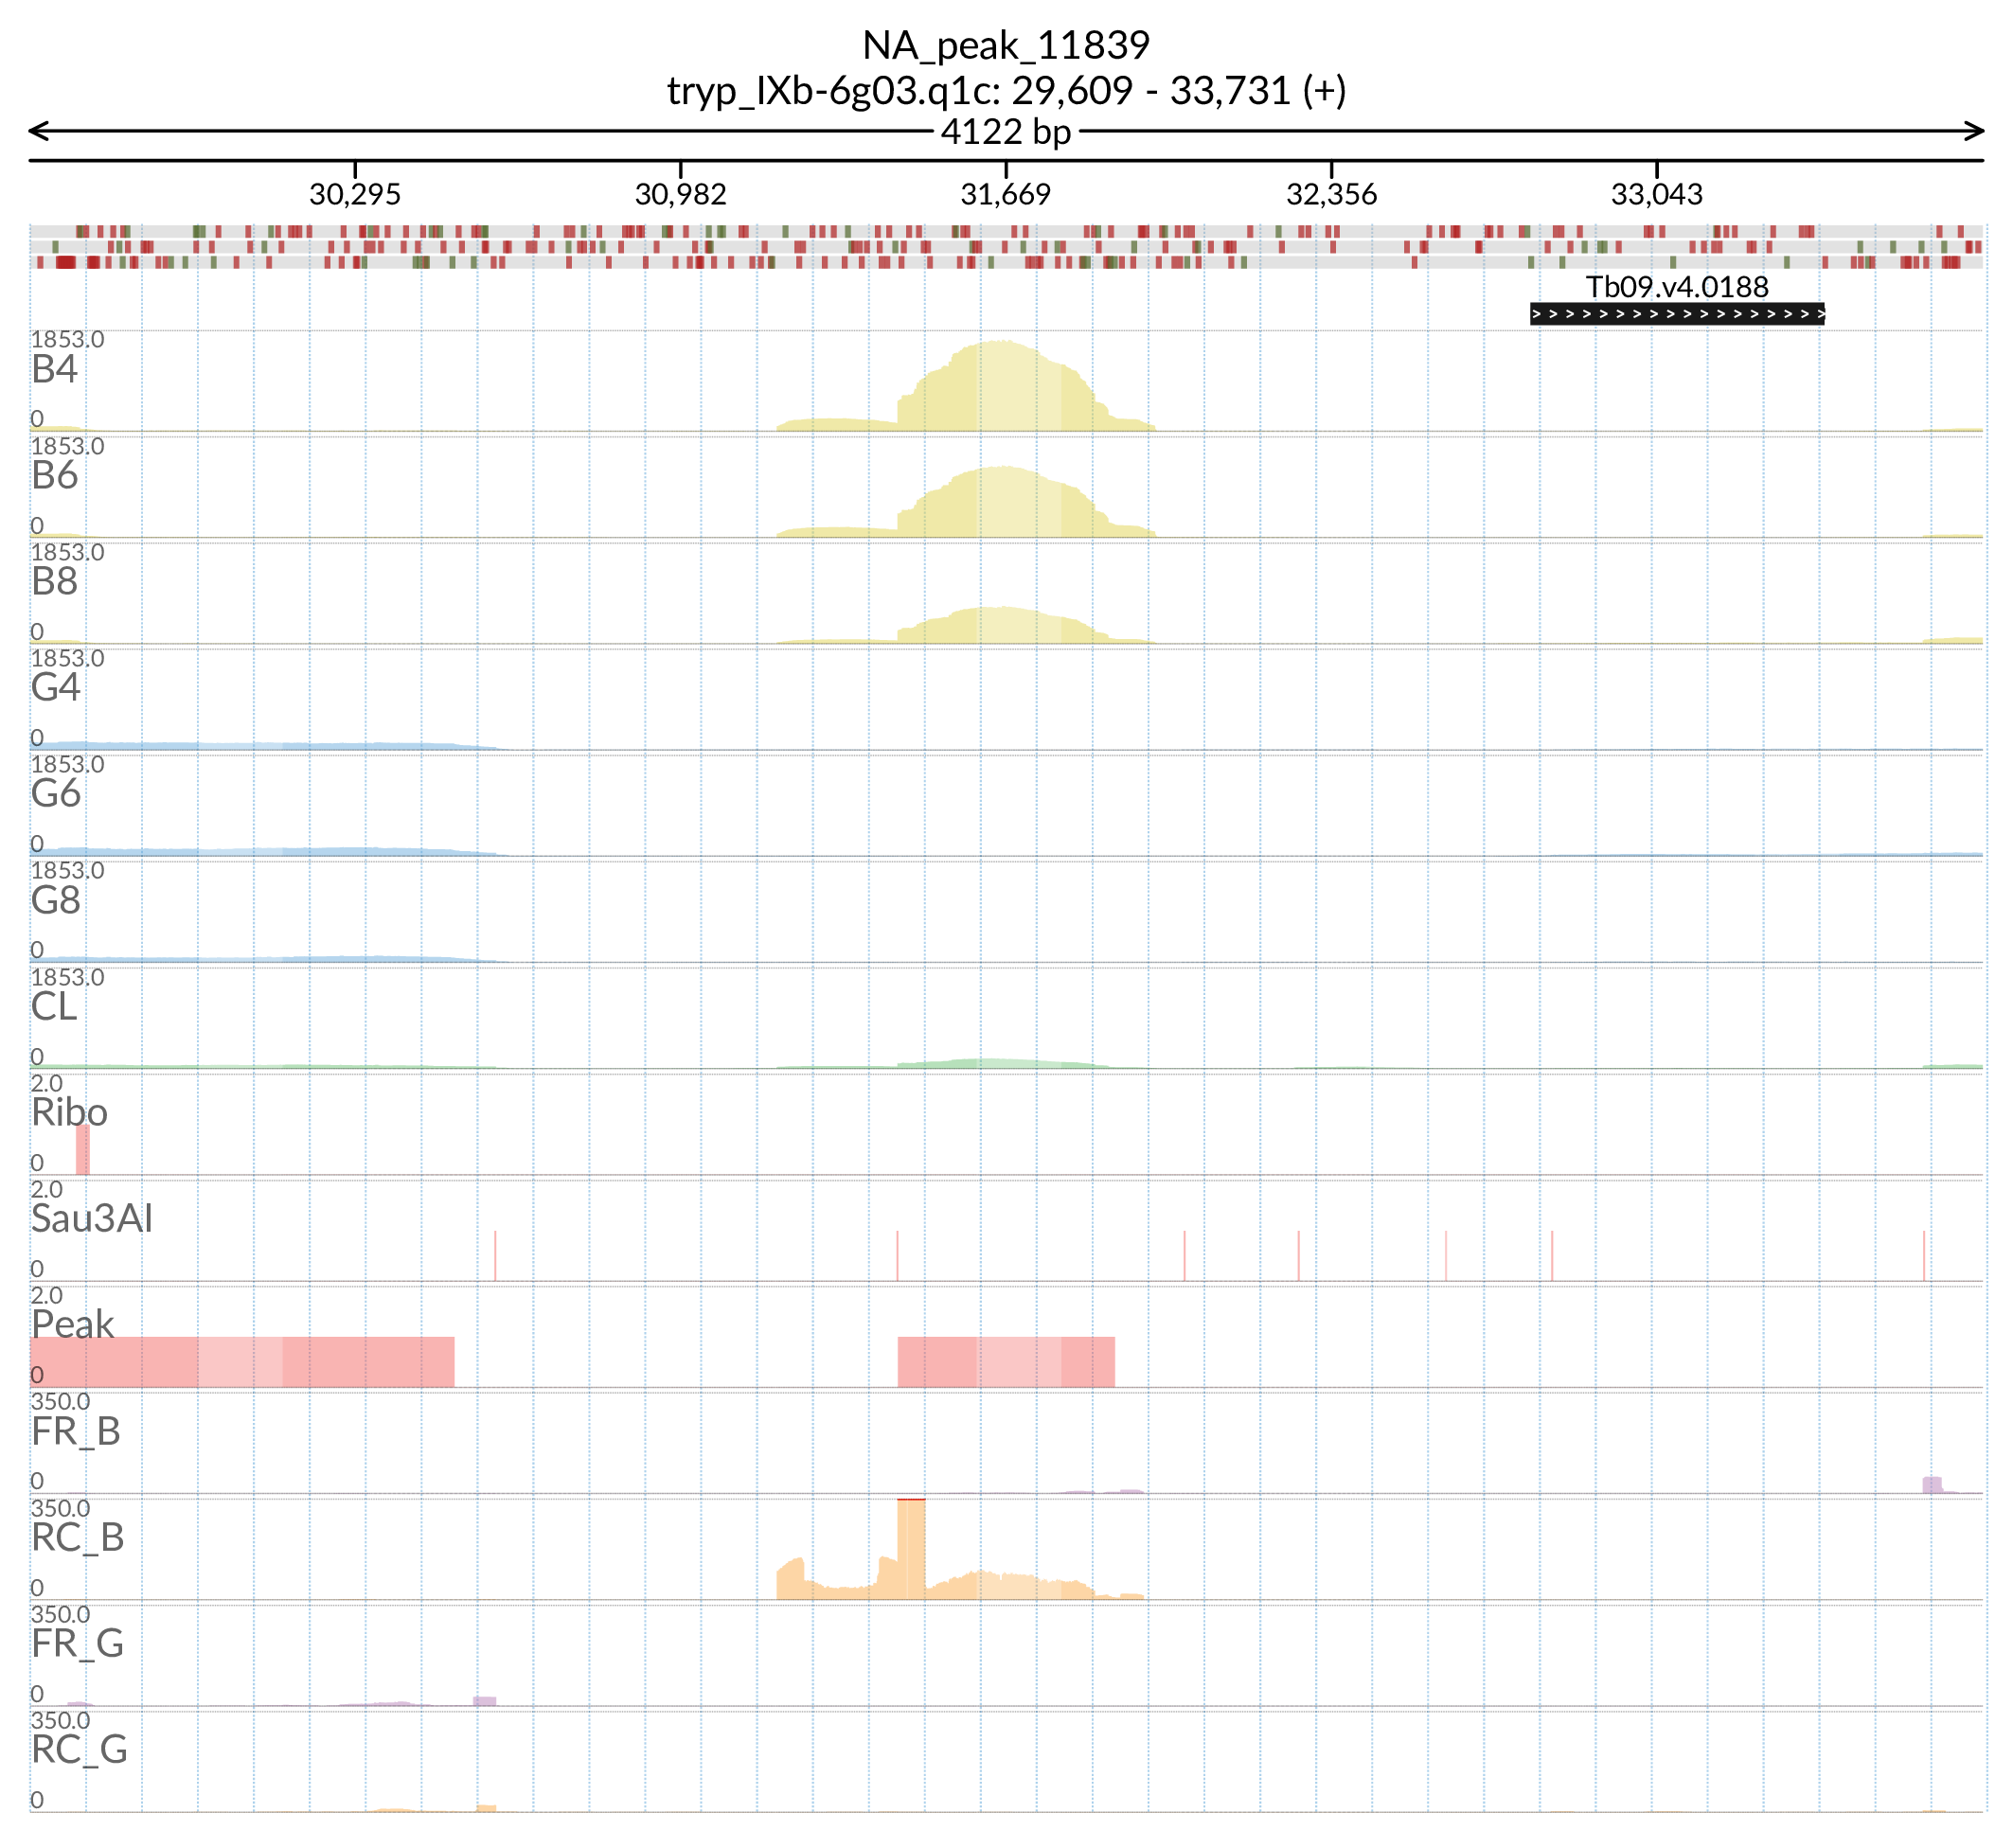 NA_peak_11839
tryp_IXb-6g03.q1c: 29,609 - 33,731 (+)
4122 bp
30,295 30,982 31,669 32,356 33,043
Tb09.v4.0188
1853.0
B4
0
1853.0
B6
0
1853.0
B8
0
1853.0
G4
0
1853.0
G6
0
1853.0
G8
0
1853.0
CL
0
2.0
Ribo
0
2.0
Sau3AI
0
2.0
Peak
0
350.0
FR_B
0
350.0
RC_B
0
350.0
FR_G
0
350.0
RC_G
0